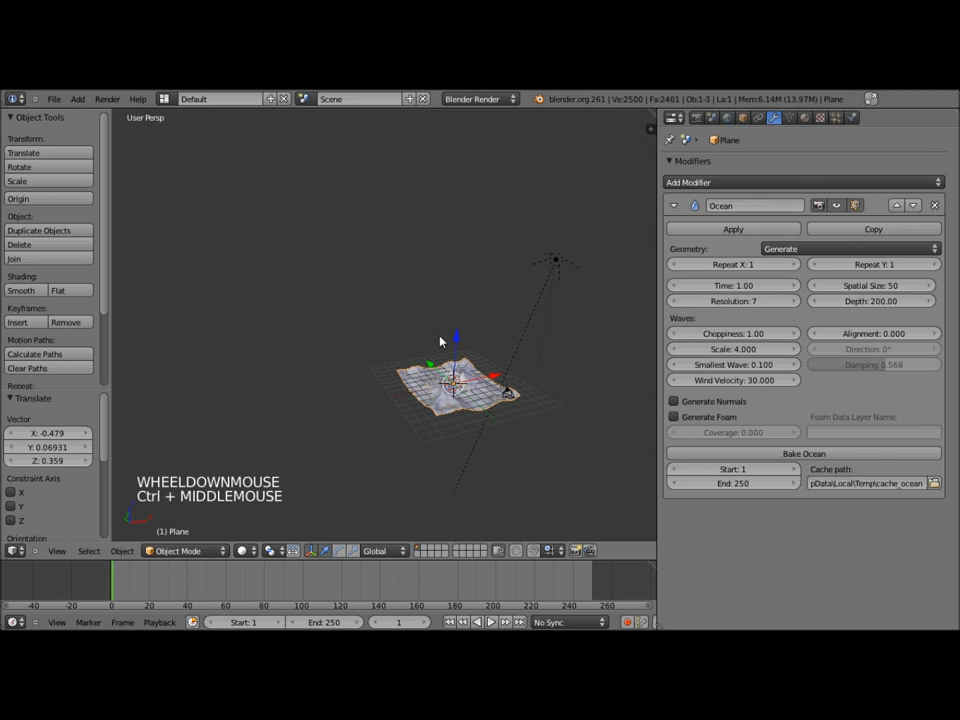 File Add Render Help Default Scene Blender Render blender.org 261 | Ve:2500 | Fa:2401 | Ob:1-3 | La:1 | Mem:6.14M (13.97M) | Plane
Object Tools
User Persp
Transform:
Translate
Rotate
Scale
Origin
Object:
Duplicate Objects
Delete
Join
Shading:
Smooth Flat
Keyframes:
Insert Remove
Motion Paths:
Calculate Paths
Clear Paths
Repeat:
Translate
Vector
X: -0.479
Y: 0.06931
Z: 0.359
Constraint Axis
X
Y
Z
Orientation
WHEELDOWNMOUSE
Ctrl + MIDDLEMOUSE
(1) Plane
Plane
Modifiers
Add Modifier
Ocean
Apply Copy
Geometry: Generate
Repeat X: 1 Repeat Y: 1
Time: 1.00 Spatial Size: 50
Resolution: 7 Depth: 200.00
Waves:
Choppiness: 1.00 Alignment: 0.000
Scale: 4.000 Direction: 0°
Smallest Wave: 0.100 Damping: 0.568
Wind Velocity: 30.000
Generate Normals
Generate Foam Foam Data Layer Name:
Coverage: 0.000
Bake Ocean
Start: 1 Cache path:
End: 250 pData\Local\Temp\cache_ocean
View Select Object Object Mode Global
-40 -20 0 20 40 60 80 100 120 140 160 180 200 220 240 260
View Marker Frame Playback Start: 1 End: 250 1 No Sync